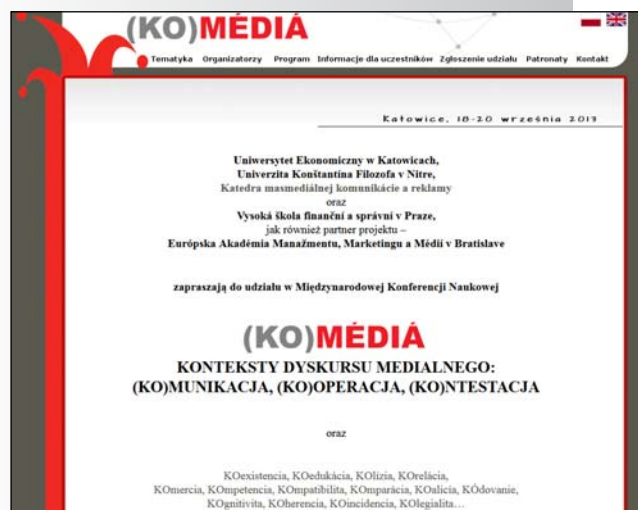 (KO)MÉDIÁ
Tematyka Organizatorzy Program Informacje dla uczestników Zgłoszenie udziału Patronaty Kontakt
Katowice, 18-20 września 2013
Uniwersytet Ekonomiczny w Katowicach,
Univerzita Konštantína Filozofa v Nitre,
Katedra masmediálnej komunikácie a reklamy
oraz
Vysoká škola finanční a správní v Praze,
jak również partner projektu –
Európska Akadémia Manažmentu, Marketingu a Médií v Bratislave
zapraszają do udziału w Międzynarodowej Konferencji Naukowej
(KO)MÉDIÁ
KONTEKSTY DYSKURSU MEDIALNEGO:
(KO)MUNIKACJA, (KO)OPERACJA, (KO)NTESTACJA
oraz
KOexistencia, KOedukácia, KOlízia, KOrelácia,
KOmercia, KOmpetencia, KOmpatibilita, KOmparácia, KOalícia, KÓdovanie,
KOgnitivita, KOherencia, KOincidencia, KOlegialita…